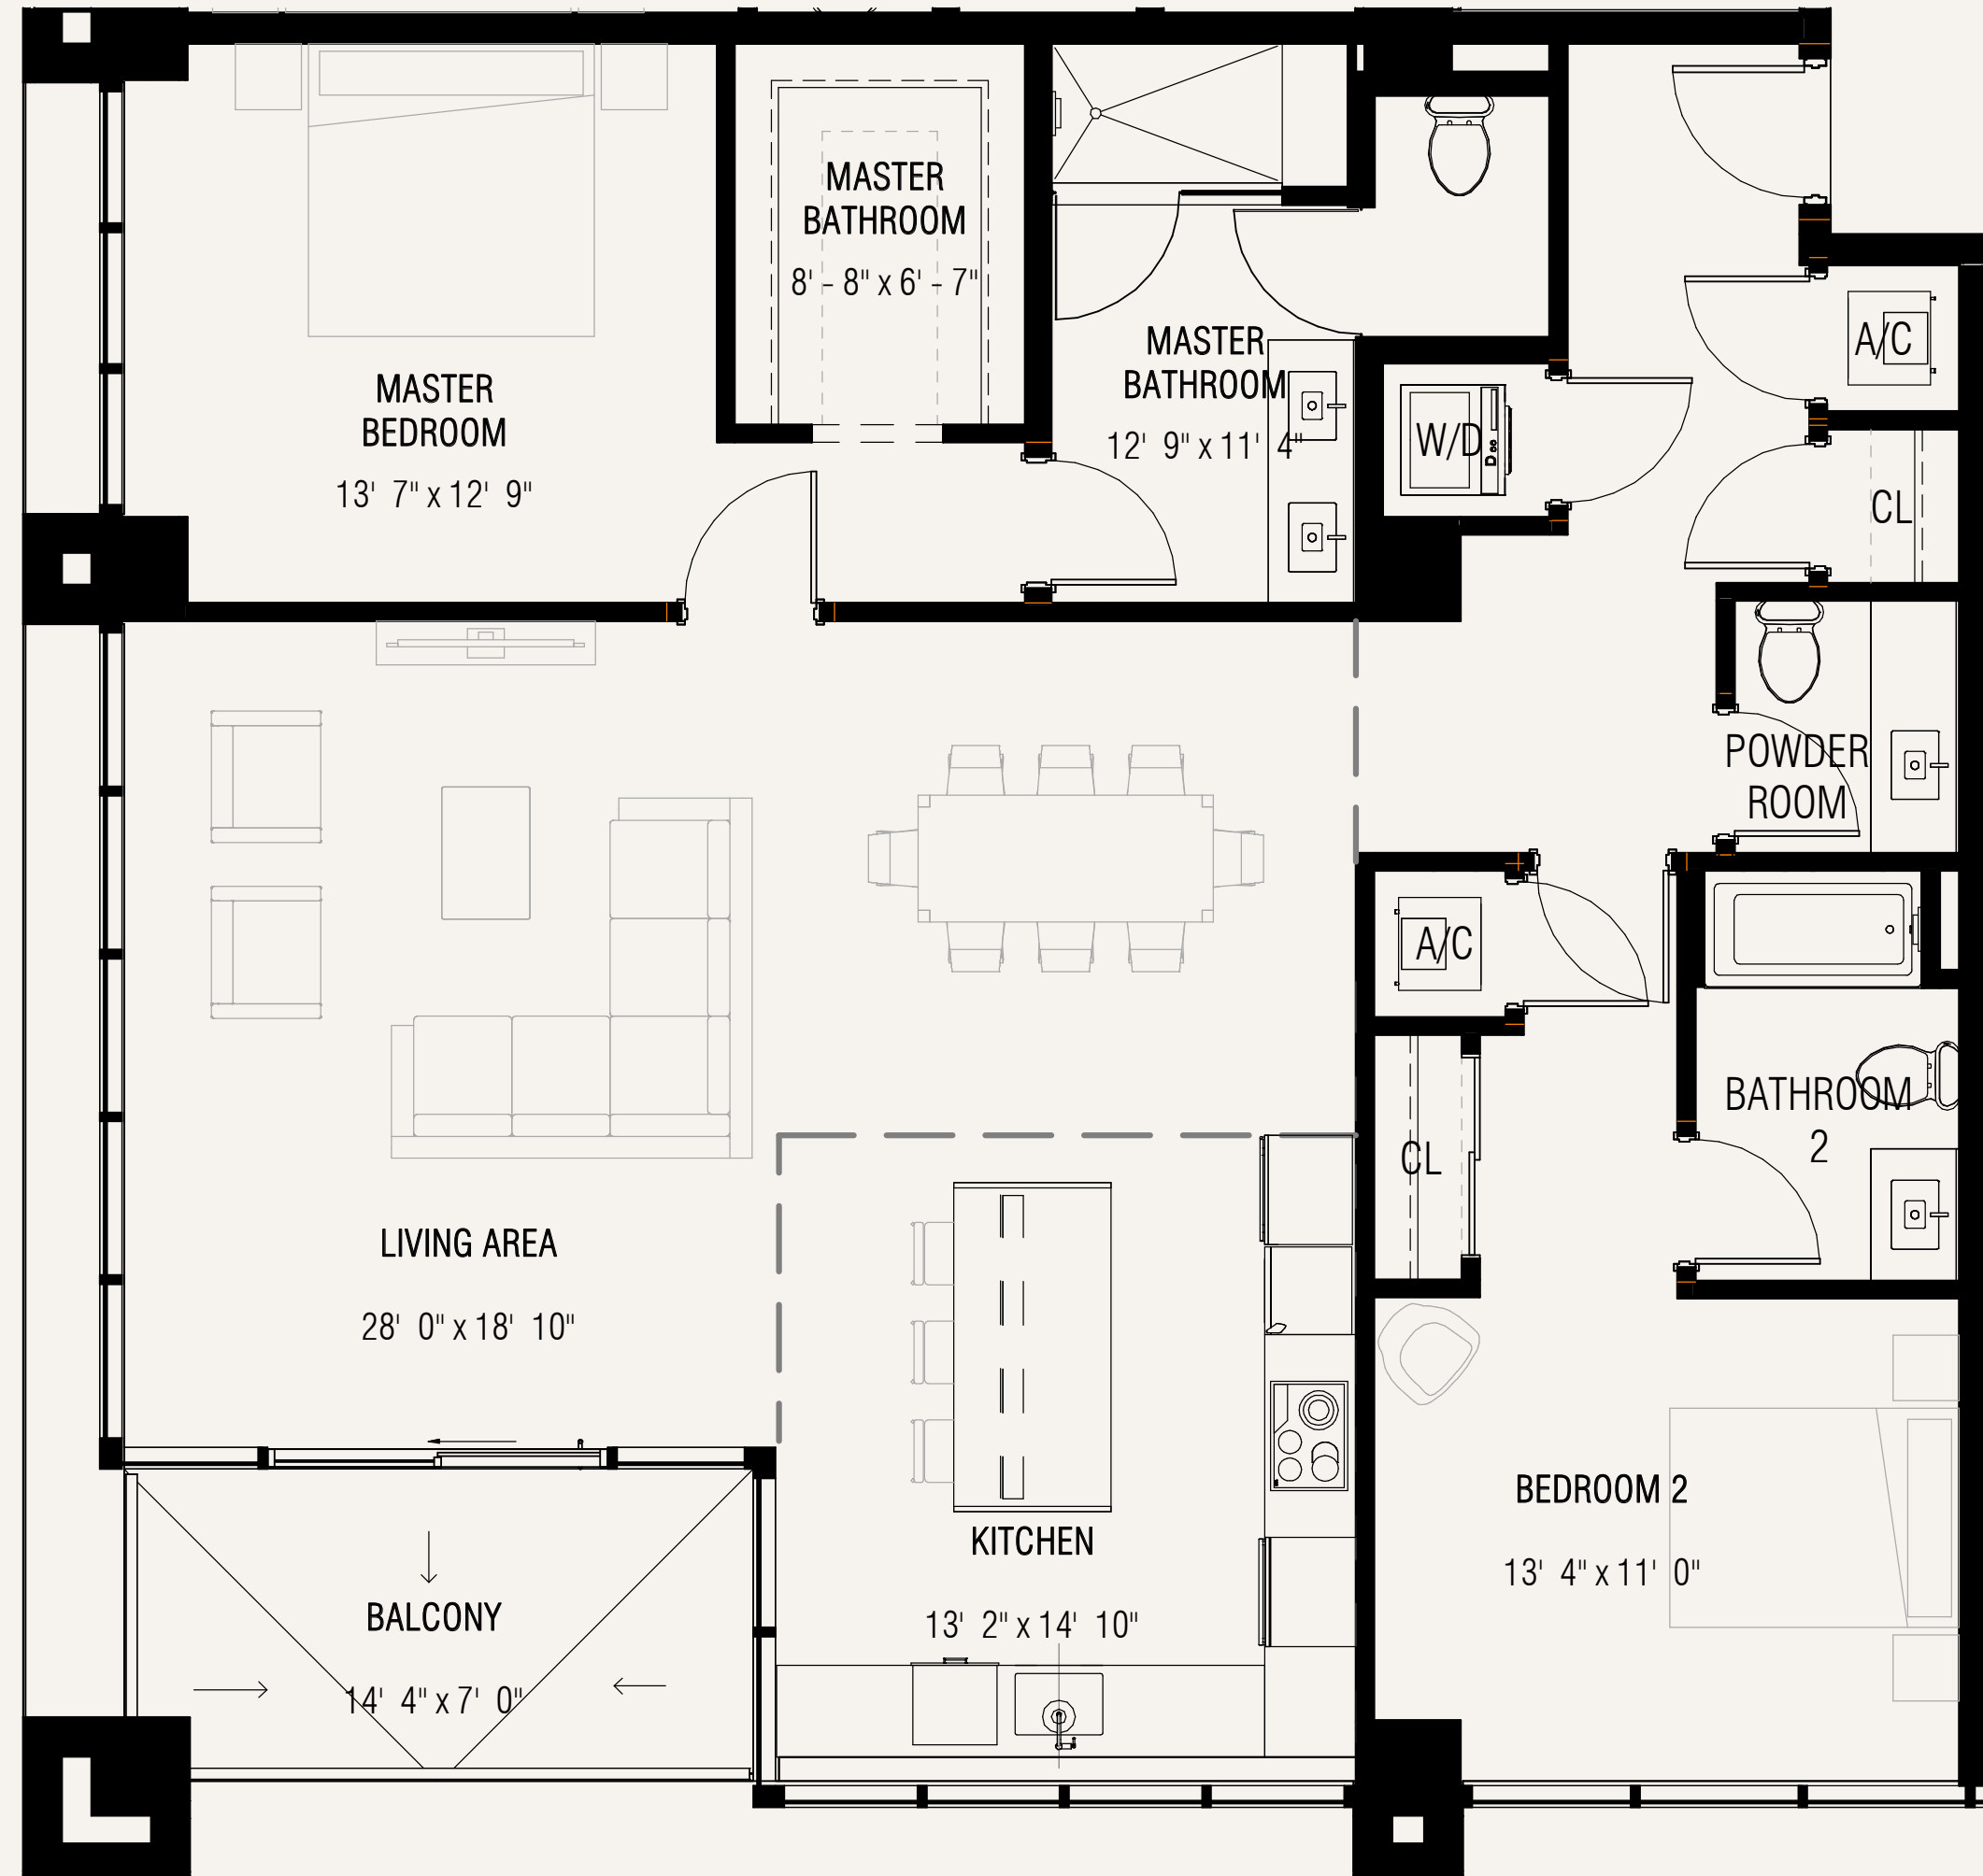 MASTER
BATHROOM
8' - 8" x 6' - 7"
MASTER
BATHROOM
12' 9" x 11' 4"
A/C
MASTER
BEDROOM
13' 7" x 12' 9"
W/D
CL
POWDER
ROOM
A/C
BATHROOM
2
CL
LIVING AREA
28' 0" x 18' 10"
BEDROOM 2
13' 4" x 11' 0"
KITCHEN
13' 2" x 14' 10"
BALCONY
14' 4" x 7' 0"